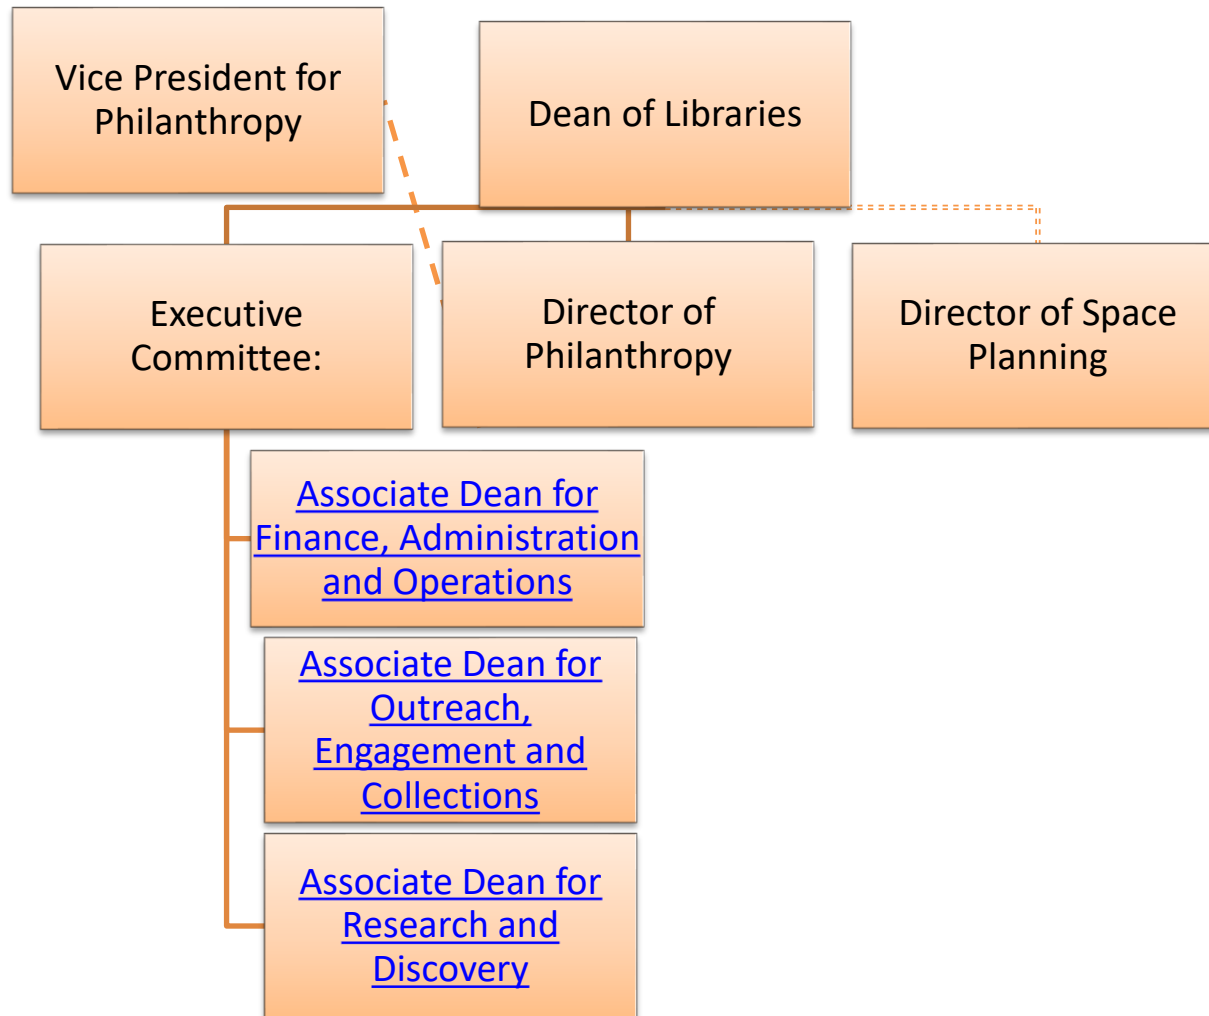 Vice President for
Philanthropy
Dean of Libraries
Executive
Committee:
Director of
Philanthropy
Director of Space
Planning
Associate Dean for
Finance, Administration
and Operations
Associate Dean for
Outreach,
Engagement and
Collections
Associate Dean for
Research and
Discovery